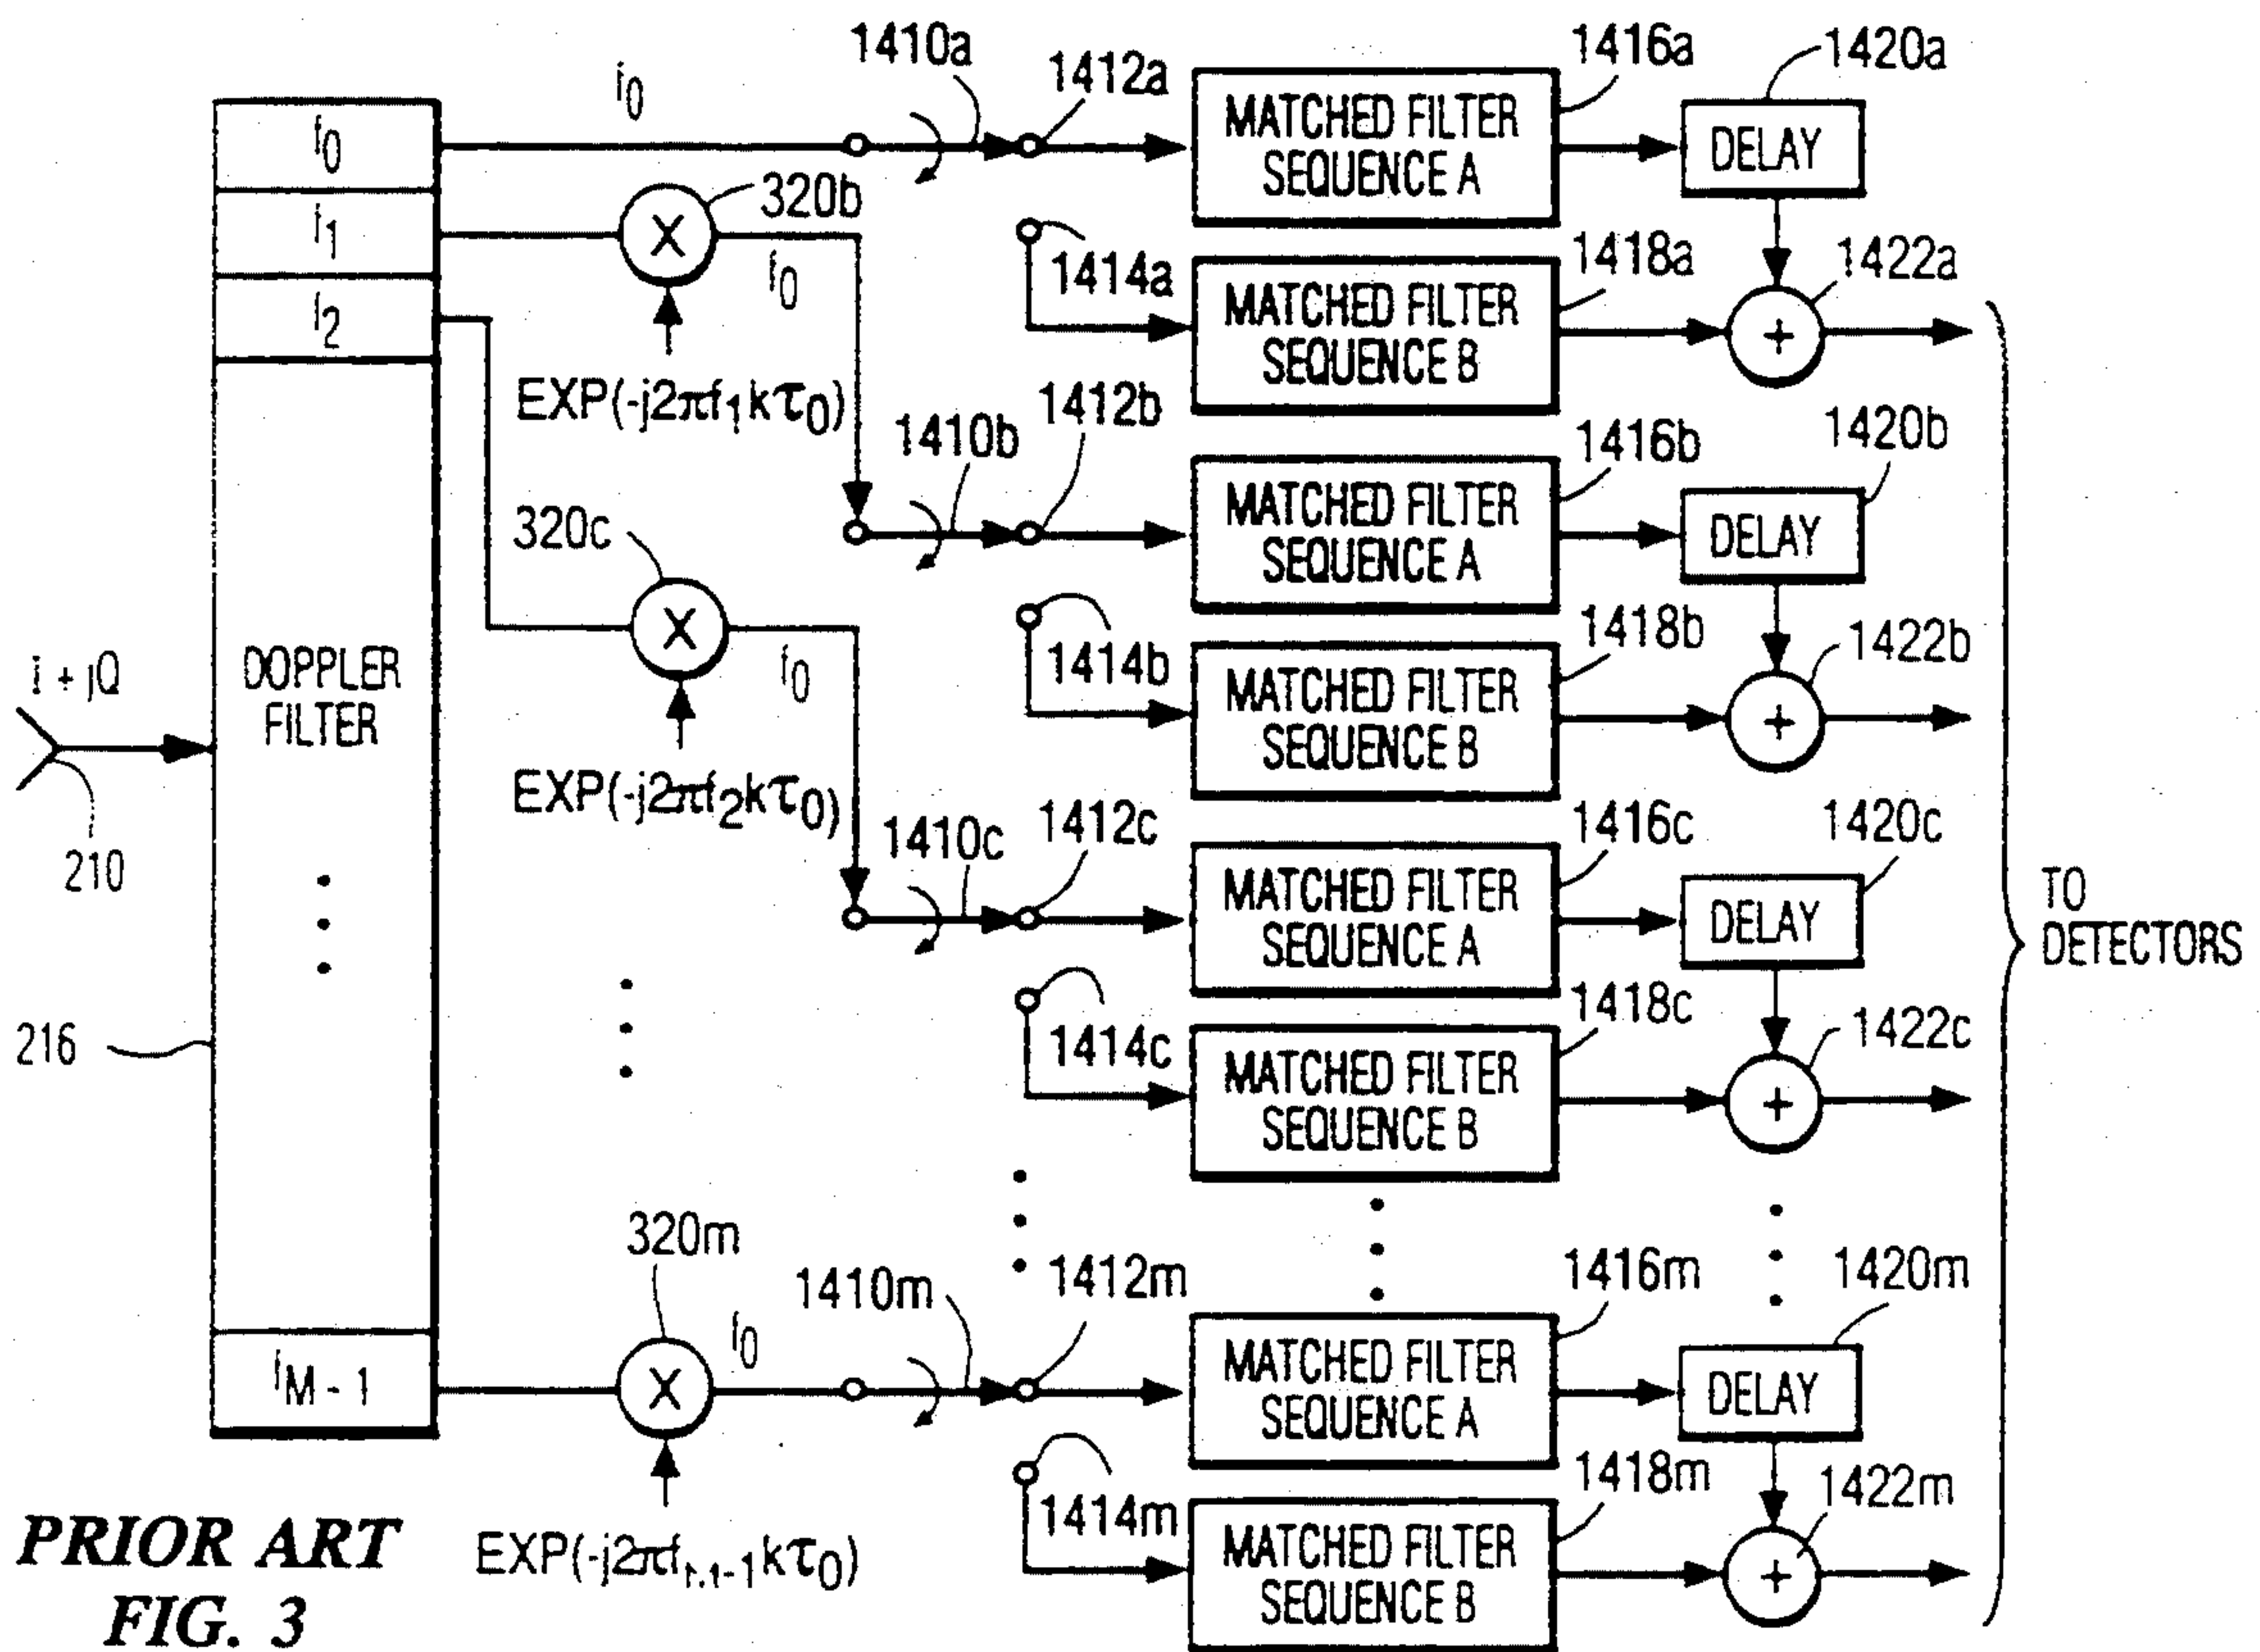 f0
f1
f2
DOPPLER
FILTER
fM - 1
I + jQ
210
216
f0
320b
f0
EXP(-j2πf1kτ0)
320c
f0
EXP(-j2πf2kτ0)
320m
f0
EXP(-j2πfM-1kτ0)
1410a
1412a
1414a
MATCHED FILTER
SEQUENCE A
1416a
MATCHED FILTER
SEQUENCE B
1418a
DELAY
1420a
1422a
1410b
1412b
1414b
MATCHED FILTER
SEQUENCE A
1416b
MATCHED FILTER
SEQUENCE B
1418b
DELAY
1420b
1422b
1410c
1412c
1414c
MATCHED FILTER
SEQUENCE A
1416c
MATCHED FILTER
SEQUENCE B
1418c
DELAY
1420c
1422c
1410m
1412m
1414m
MATCHED FILTER
SEQUENCE A
1416m
MATCHED FILTER
SEQUENCE B
1418m
DELAY
1420m
1422m
TO
DETECTORS
PRIOR ART
FIG. 3